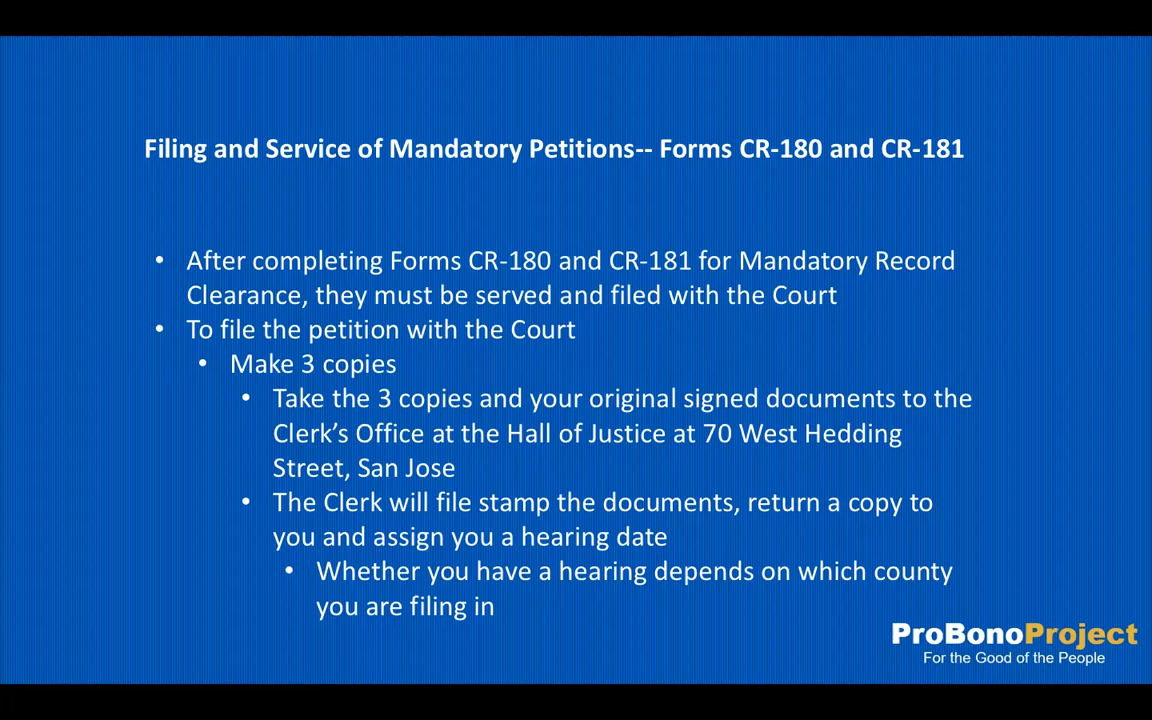 Filing and Service of Mandatory Petitions-- Forms CR-180 and CR-181
• After completing Forms CR-180 and CR-181 for Mandatory Record
Clearance, they must be served and filed with the Court
• To file the petition with the Court
• Make 3 copies
• Take the 3 copies and your original signed documents to the
Clerk’s Office at the Hall of Justice at 70 West Hedding
Street, San Jose
• The Clerk will file stamp the documents, return a copy to
you and assign you a hearing date
• Whether you have a hearing depends on which county
you are filing in
ProBonoProject
For the Good of the People